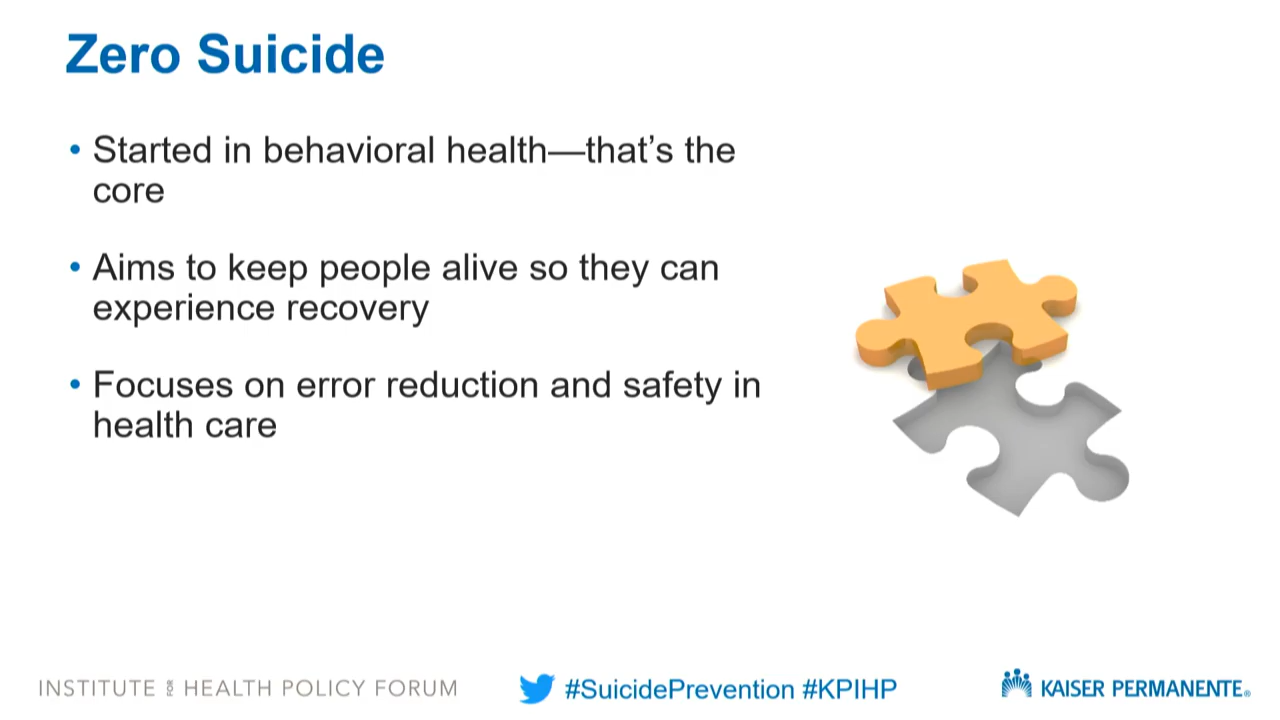 Zero Suicide
• Started in behavioral health—that’s the
core
• Aims to keep people alive so they can
experience recovery
• Focuses on error reduction and safety in
health care
INSTITUTE FOR HEALTH POLICY FORUM
#SuicidePrevention #KPIHP
KAISER PERMANENTE®